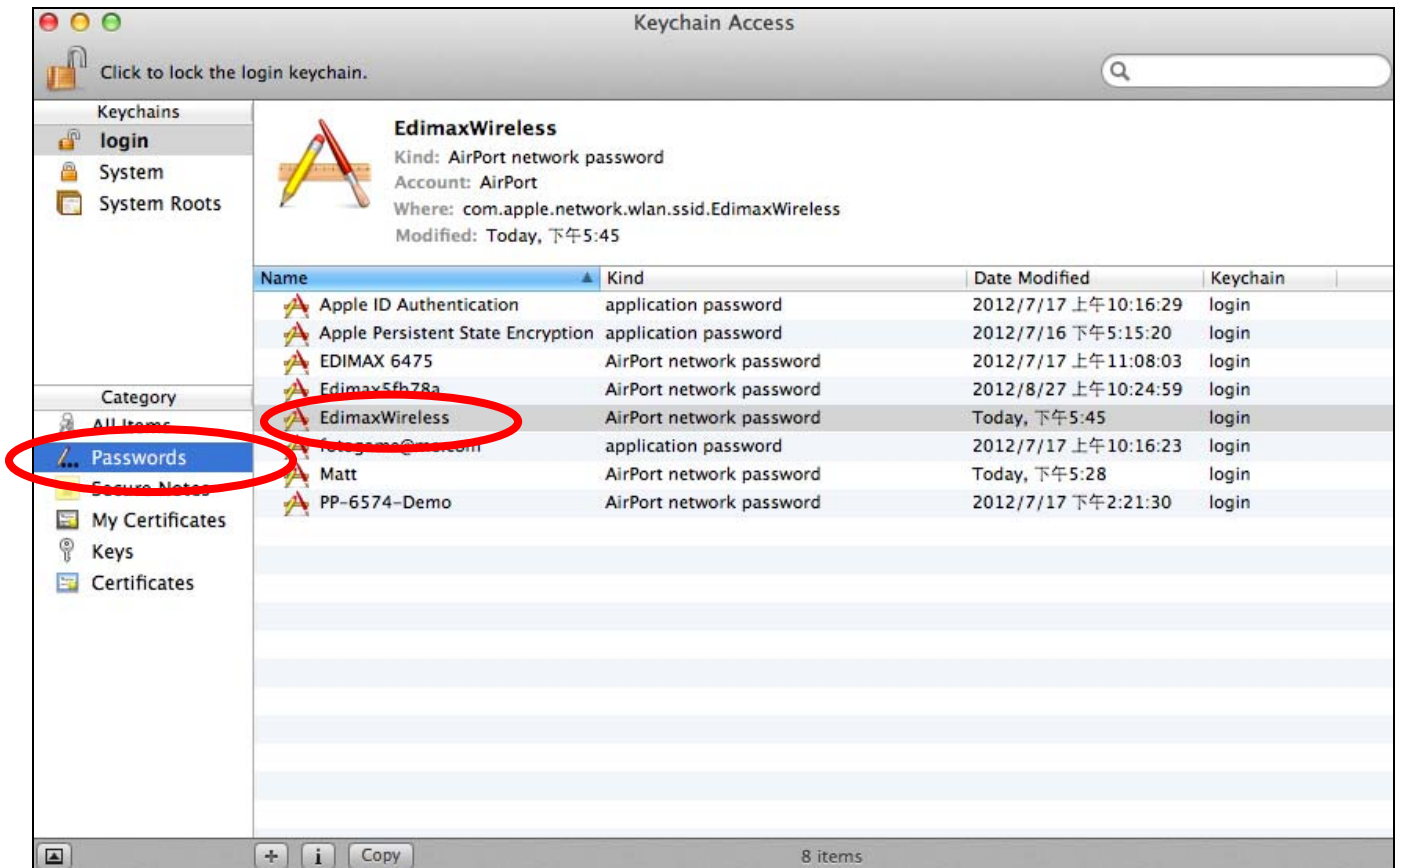 Keychain Access
Click to lock the login keychain.
Keychains
login
System
System Roots
EdimaxWireless
Kind: AirPort network password
Account: AirPort
Where: com.apple.network.wlan.ssid.EdimaxWireless
Modified: Today, 下午5:45
Name Kind Date Modified Keychain
Apple ID Authentication application password 2012/7/17 上午10:16:29 login
Apple Persistent State Encryption application password 2012/7/16 下午5:15:20 login
EDIMAX 6475 AirPort network password 2012/7/17 上午11:08:03 login
Edimax5fb78a AirPort network password 2012/8/27 上午10:24:59 login
EdimaxWireless AirPort network password Today, 下午5:45 login
application password 2012/7/17 上午10:16:23 login
Matt AirPort network password Today, 下午5:28 login
PP-6574-Demo AirPort network password 2012/7/17 下午2:21:30 login
Category
All Items
Passwords
Secure Notes
My Certificates
Keys
Certificates
+ i Copy 8 items